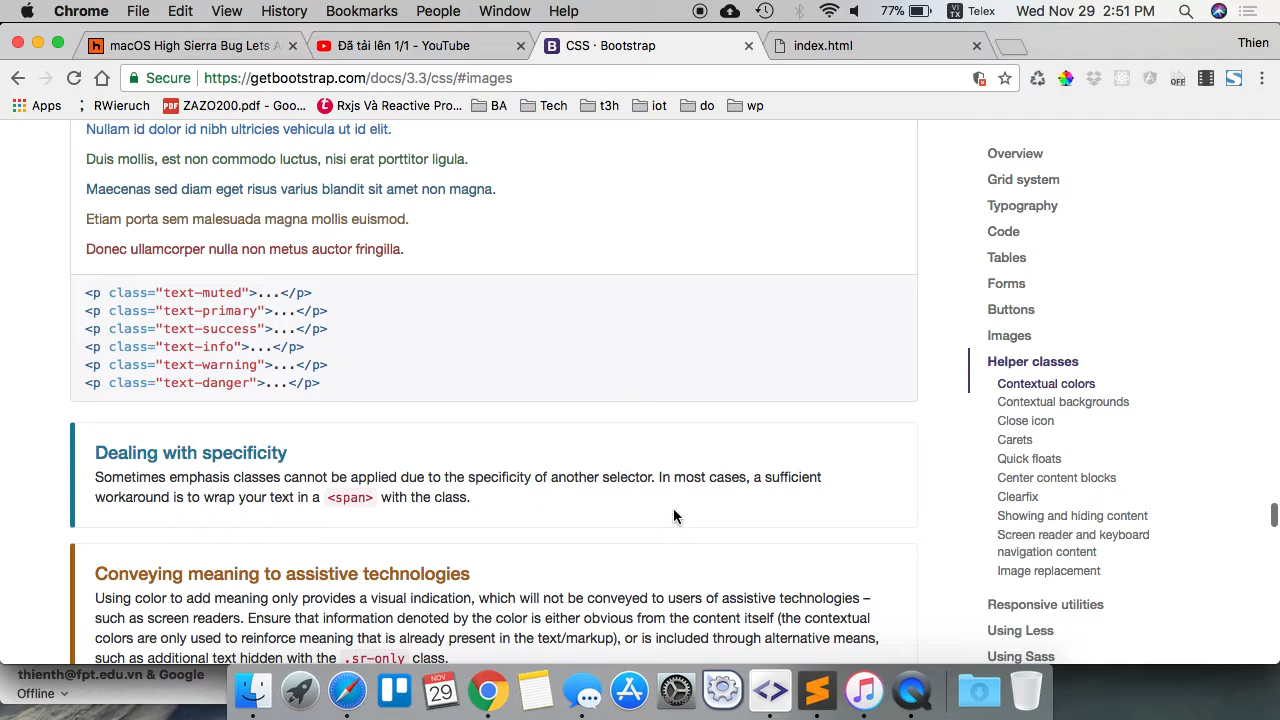 Chrome File Edit View History Bookmarks People Window Help 77% VI TX Telex Wed Nov 29 2:51 PM
macOS High Sierra Bug Lets A
Đã tải lên 1/1 - YouTube
CSS · Bootstrap
index.html
Thien
Secure https://getbootstrap.com/docs/3.3/css/#images
OFF
Apps RWieruch ZAZO200.pdf - Goo... Rxjs Và Reactive Pro... BA Tech t3h iot do wp
Nullam id dolor id nibh ultricies vehicula ut id elit.
Duis mollis, est non commodo luctus, nisi erat porttitor ligula.
Maecenas sed diam eget risus varius blandit sit amet non magna.
Etiam porta sem malesuada magna mollis euismod.
Donec ullamcorper nulla non metus auctor fringilla.
<p class="text-muted">...</p>
<p class="text-primary">...</p>
<p class="text-success">...</p>
<p class="text-info">...</p>
<p class="text-warning">...</p>
<p class="text-danger">...</p>
Dealing with specificity
Sometimes emphasis classes cannot be applied due to the specificity of another selector. In most cases, a sufficient
workaround is to wrap your text in a <span> with the class.
Conveying meaning to assistive technologies
Using color to add meaning only provides a visual indication, which will not be conveyed to users of assistive technologies –
such as screen readers. Ensure that information denoted by the color is either obvious from the content itself (the contextual
colors are only used to reinforce meaning that is already present in the text/markup), or is included through alternative means,
such as additional text hidden with the .sr-only class.
Overview
Grid system
Typography
Code
Tables
Forms
Buttons
Images
Helper classes
Contextual colors
Contextual backgrounds
Close icon
Carets
Quick floats
Center content blocks
Clearfix
Showing and hiding content
Screen reader and keyboard
navigation content
Image replacement
Responsive utilities
Using Less
Using Sass
thienth@fpt.edu.vn & Google
Offline
NOV
29